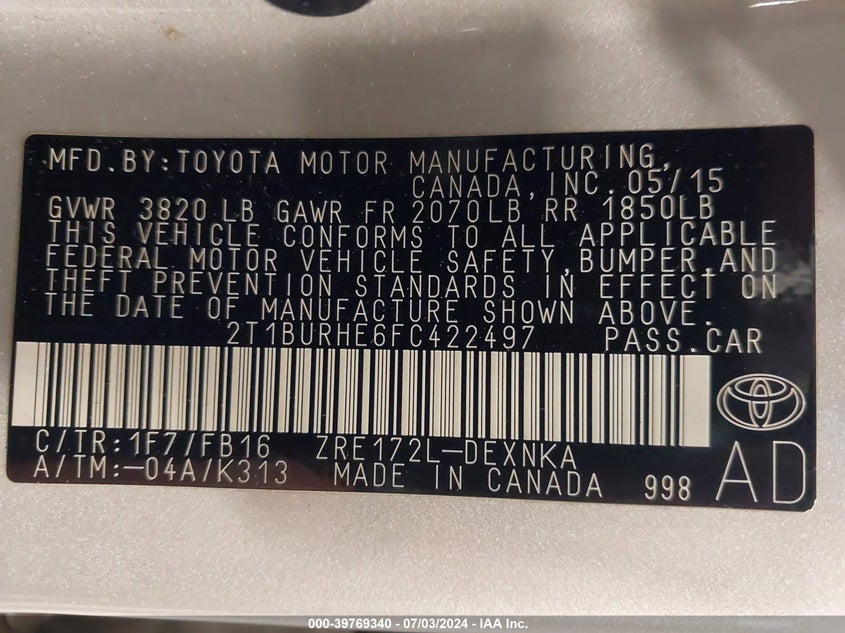 MFD.BY:TOYOTA MOTOR MANUFACTURING,
CANADA,INC.05/15
GVWR 3820 LB GAWR FR 2070LB RR 1850LB
THIS VEHICLE CONFORMS TO ALL APPLICABLE
FEDERAL MOTOR VEHICLE SAFETY,BUMPER,AND
THEFT PREVENTION STANDARDS IN EFFECT ON
THE DATE OF MANUFACTURE SHOWN ABOVE.
2T1BURHE6FC422497 PASS.CAR
C/TR:1F7/FB16 ZRE172L-DEXNKA
A/TM:-04A/K313 MADE IN CANADA 998 AD
000-39769340 - 07/03/2024 - IAA Inc.